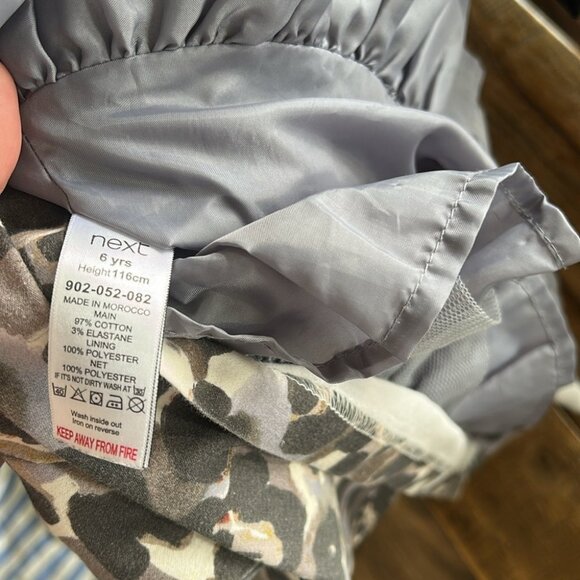 next
6 yrs
Height 116cm
902-052-082
MADE IN MOROCCO
MAIN
97% COTTON
3% ELASTANE
LINING
100% POLYESTER
NET
100% POLYESTER
IF IT'S NOT DIRTY WASH AT
Wash inside out
Iron on reverse
KEEP AWAY FROM FIRE